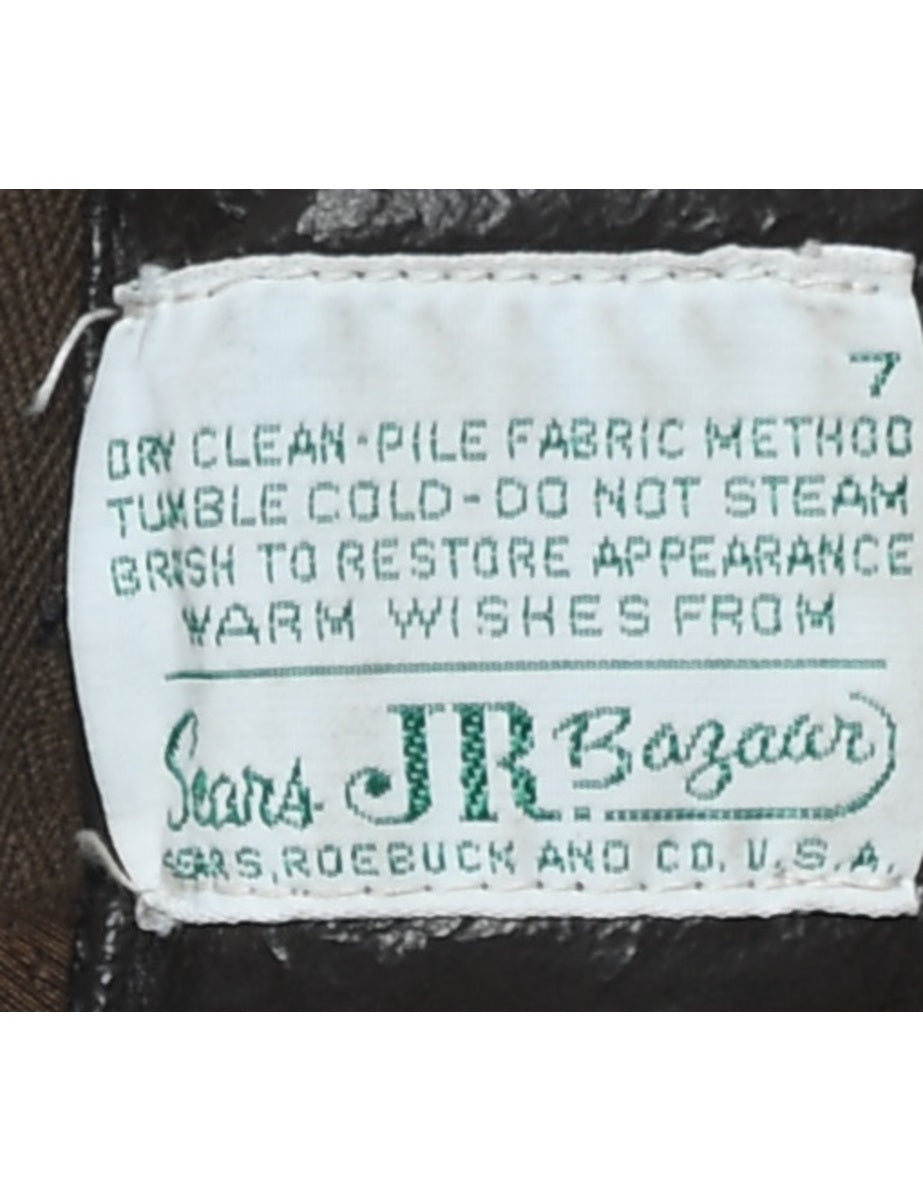 7
DRY CLEAN-PILE FABRIC METHOD
TUMBLE COLD-DO NOT STEAM
BRUSH TO RESTORE APPEARANCE
WARM WISHES FROM
Sears JR Bazaar
SEARS, ROEBUCK AND CO. U.S.A.